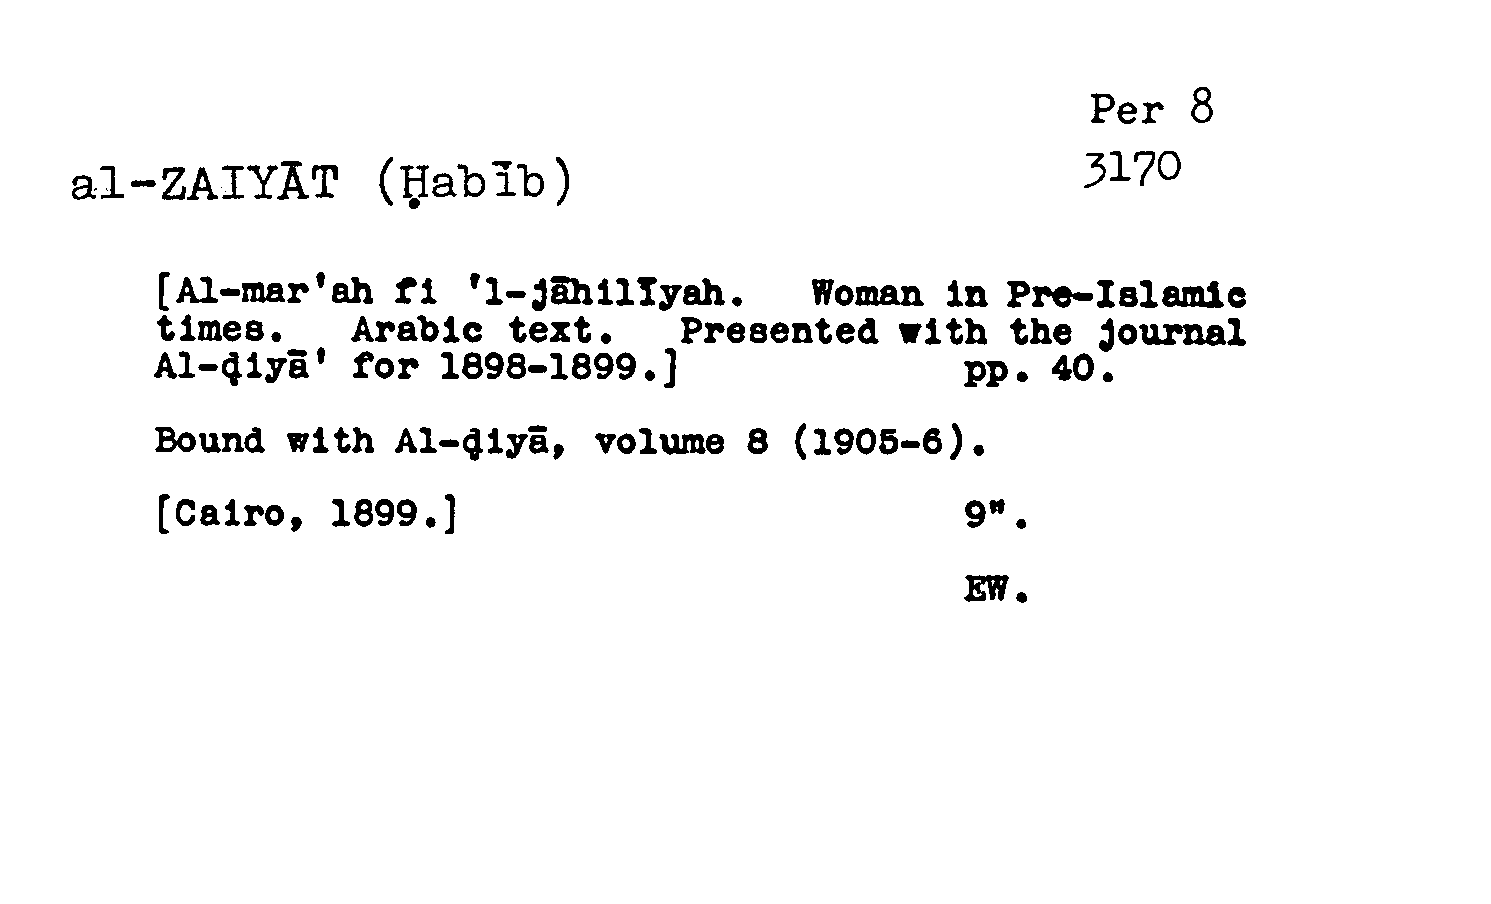 Per 8
al-ZAIYĀT (Ḥabīb) 3170
[Al-mar'ah fi 'l-jāhilīyah. Woman in Pre-Islamic
times. Arabic text. Presented with the journal
Al-ḍiyā' for 1898-1899.] pp. 40.
Bound with Al-ḍiyā, volume 8 (1905-6).
[Cairo, 1899.] 9".
EW.